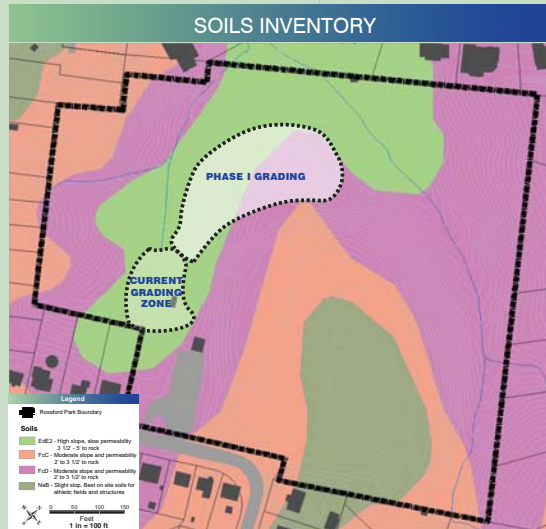 SOILS INVENTORY
PHASE I GRADING
CURRENT
GRADING
ZONE
Legend
Rossford Park Boundary
Soils
EdE2 - High slope, slow permeability
3 1/2' - 5' to rock
FcC - Moderate slope and permeability
2' to 3 1/2' to rock
FcD - Moderate slope and permeability
2' to 3 1/2' to rock
NeB - Slight slop. Best on site soils for
athletic fields and structures
N
E
S
W
0 50 100 150
Feet
1 in = 100 ft